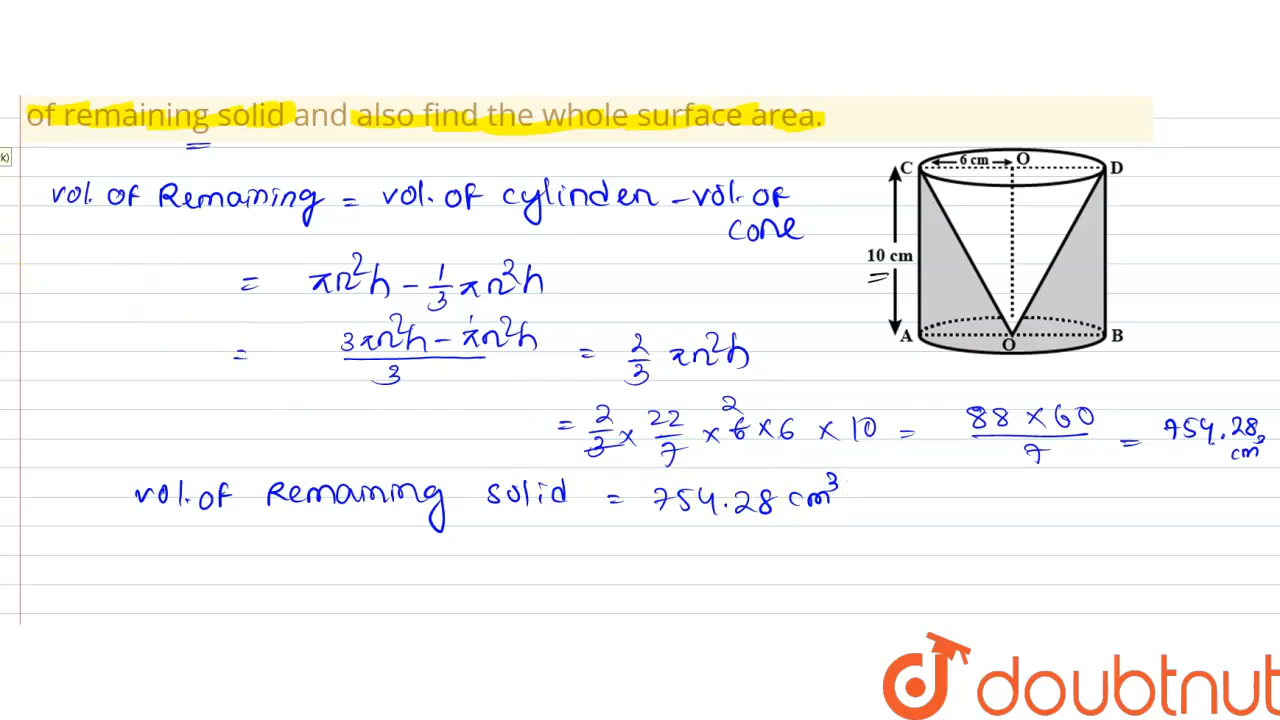 of remaining solid and also find the whole surface area.
k)
vol. of Remaining = vol. of cylinder - vol. of
cone
= πr²h - 1/3 πr²h
= 3πr²h - πr²h / 3 = 2/3 πr²h
= 2/3 × 22/7 × 6 2 × 6 × 10 = 88 × 60 / 7 = 754.28
cm³
vol. of Remaining solid = 754.28 cm³
C 6 cm O D
10 cm
=
A O B
doubtnut